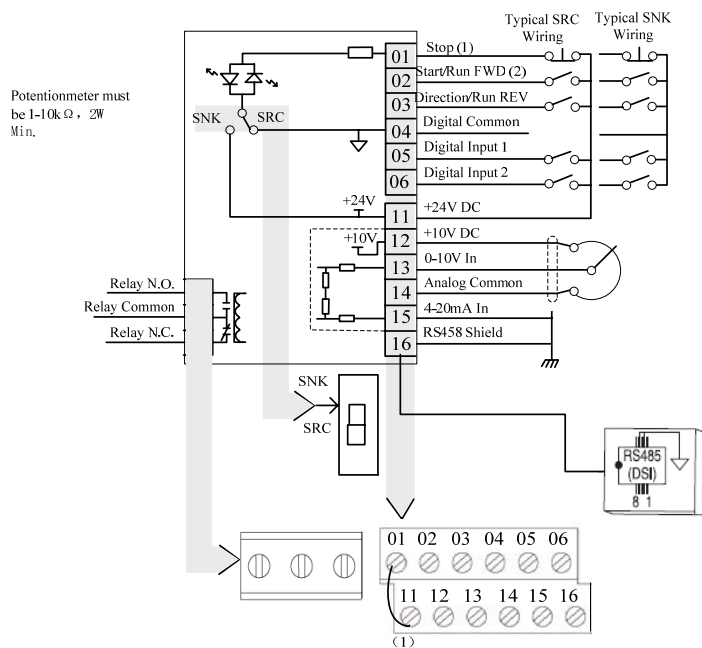 Typical SRC Wiring
Typical SNK Wiring
Potentionmeter must
be 1-10k Ω , 2W
Min.
SNK
SRC
+24V
+10V
01 Stop (1)
02 Start/Run FWD (2)
03 Direction/Run REV
04 Digital Common
05 Digital Input 1
06 Digital Input 2
11 +24V DC
12 +10V DC
13 0-10V In
14 Analog Common
15 4-20mA In
16 RS458 Shield
Relay N.O.
Relay Common
Relay N.C.
SNK
SRC
RS485
(DSI)
8 1
01 02 03 04 05 06
11 12 13 14 15 16
(1)